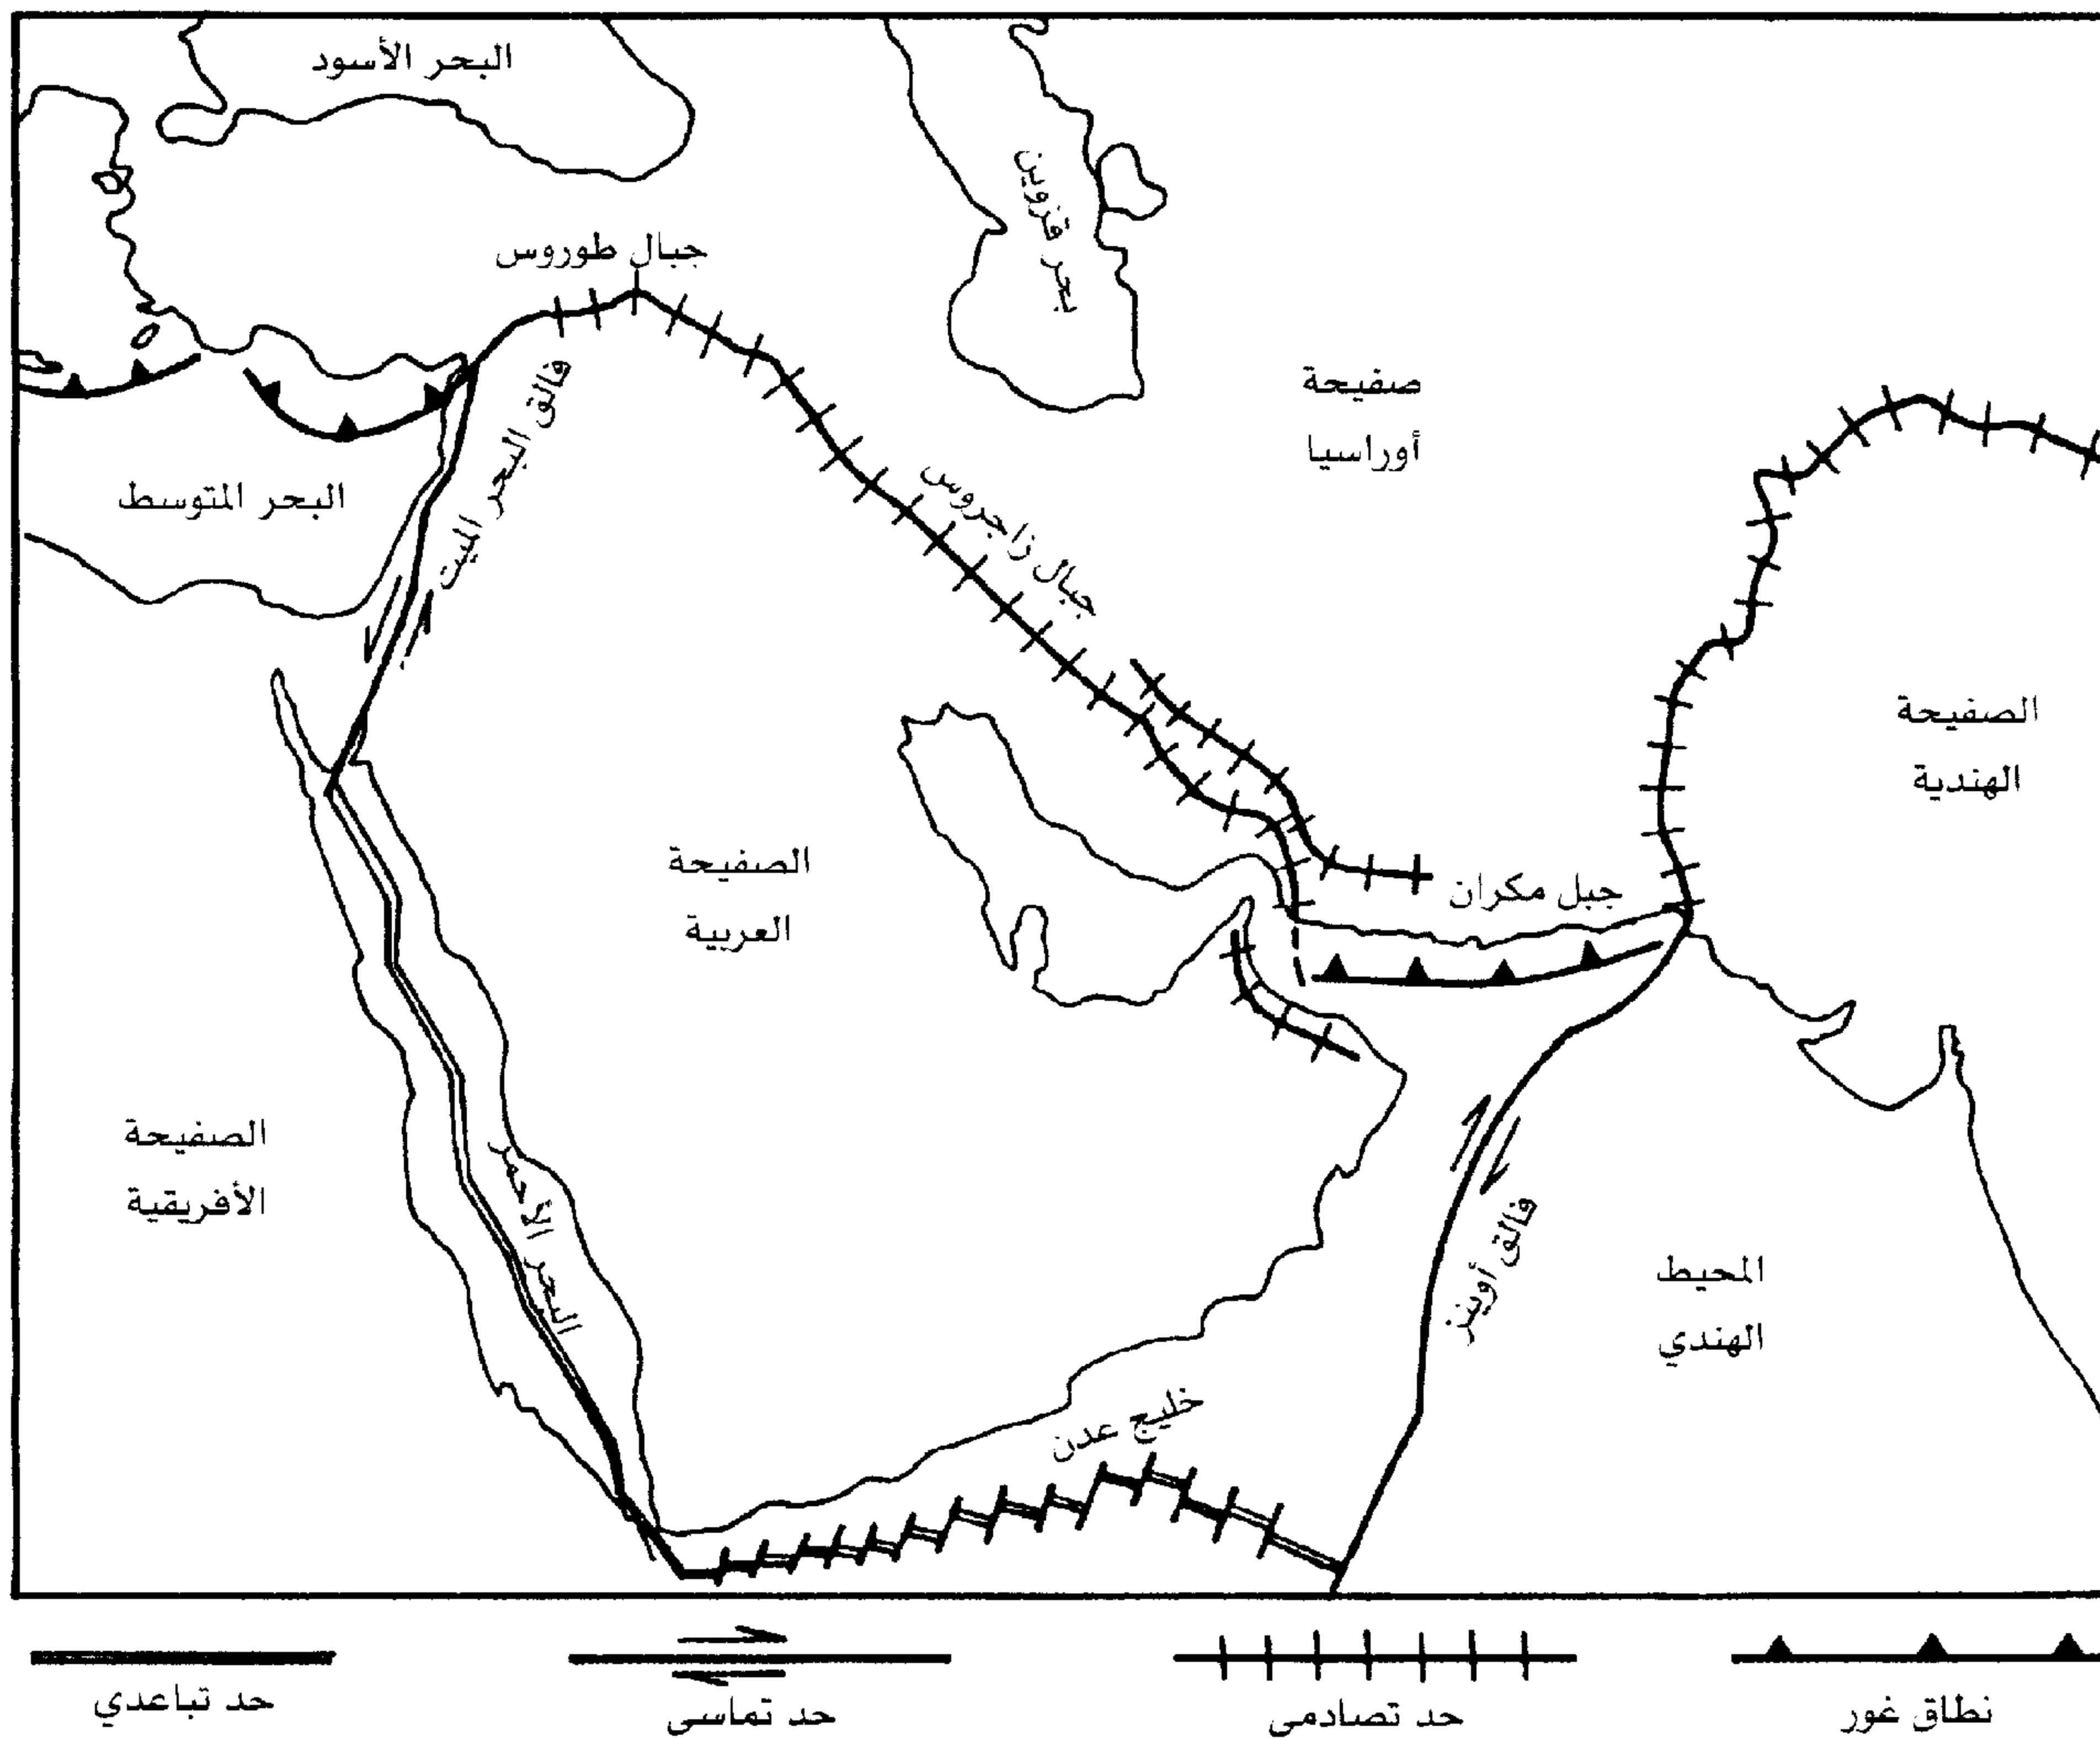 البحر الأسود
بحر قزوين
جبال طوروس
صفيحة
أوراسيا
فالق البحر الميت
البحر المتوسط
جبال زاجروس
الصفيحة
الهندية
الصفيحة
العربية
جبل مكران
الصفيحة
الأفريقية
البحر الأحمر
فالق أوينز
المحيط
الهندي
خليج عدن
حد تباعدي
حد تماسى
حد تصادمى
نطاق غور